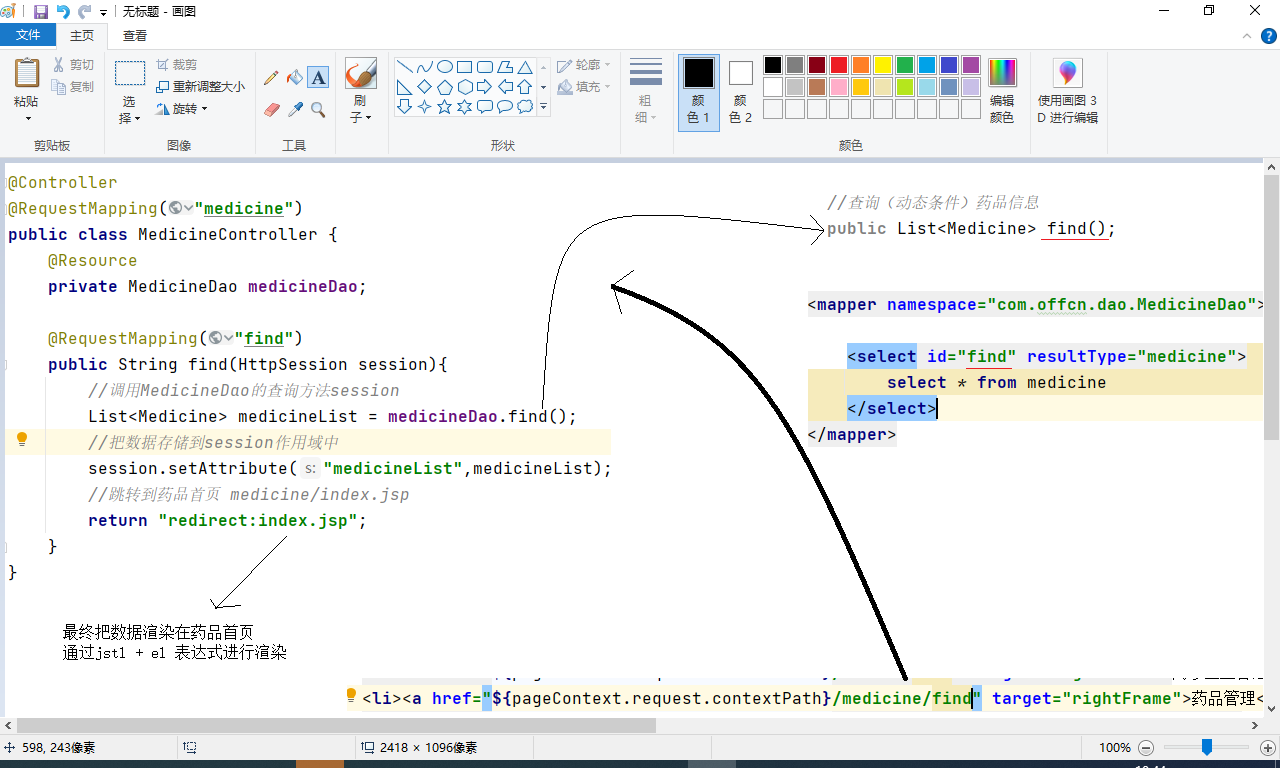 无标题 - 画图
文件 主页 查看
粘贴 剪切 复制 剪贴板
选择 裁剪 重新调整大小 旋转 图像
A 工具
刷子
轮廓 填充 形状
粗细
颜色 1 颜色 2 编辑颜色 颜色
使用画图 3D 进行编辑
@Controller
@RequestMapping("medicine")
public class MedicineController {
@Resource
private MedicineDao medicineDao;
@RequestMapping("find")
public String find(HttpSession session){
//调用MedicineDao的查询方法session
List<Medicine> medicineList = medicineDao.find();
//把数据存储到session作用域中
session.setAttribute( s: "medicineList",medicineList);
//跳转到药品首页 medicine/index.jsp
return "redirect:index.jsp";
}
}
最终把数据渲染在药品首页
通过jstl + el 表达式进行渲染
//查询（动态条件）药品信息
public List<Medicine> find();
<mapper namespace="com.offcn.dao.MedicineDao">
<select id="find" resultType="medicine">
select * from medicine
</select>
</mapper>
<li><a href="${pageContext.request.contextPath}/medicine/find" target="rightFrame">药品管理<
598, 243像素 2418 × 1096像素 100%